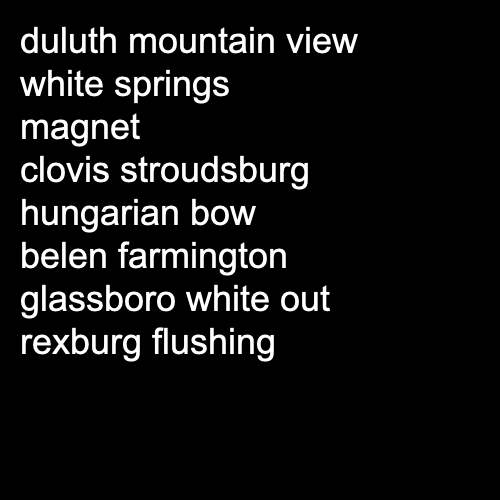 duluth mountain view
white springs
magnet
clovis stroudsburg
hungarian bow
belen farmington
glassboro white out
rexburg flushing